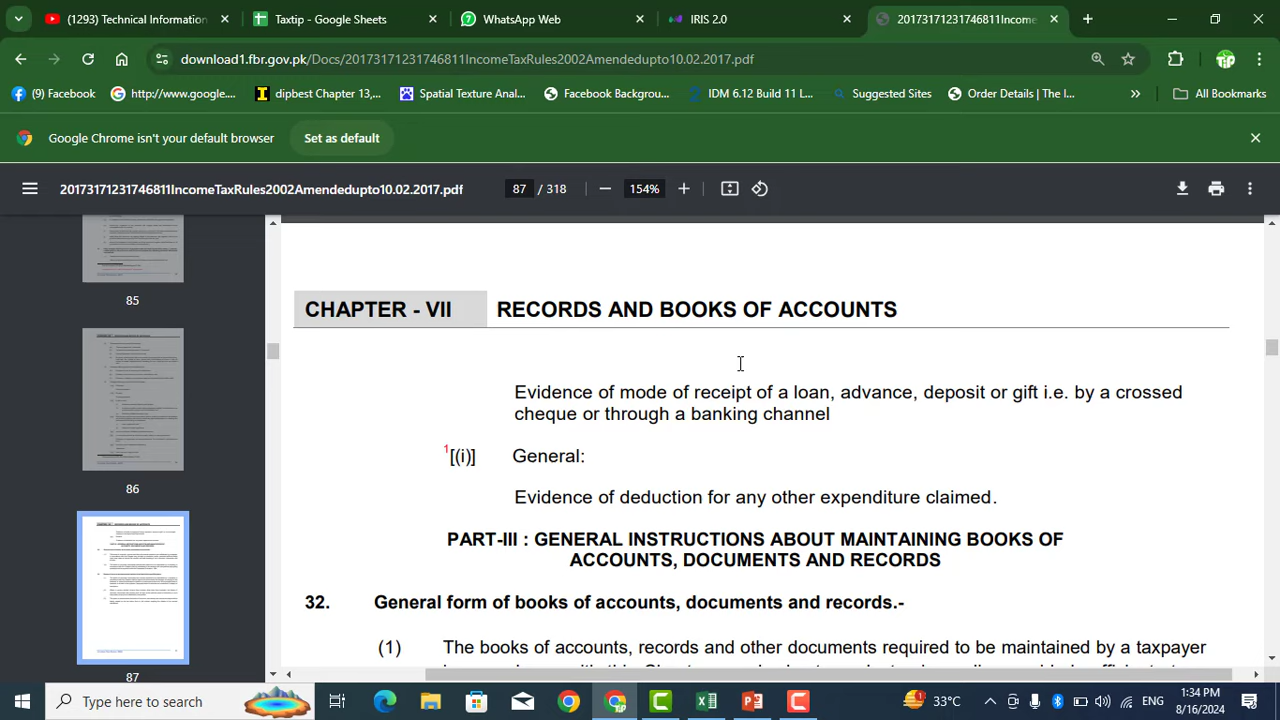 (1293) Technical Information
Taxtip - Google Sheets
WhatsApp Web
IRIS 2.0
20173171231746811Incom
download1.fbr.gov.pk/Docs/20173171231746811IncomeTaxRules2002Amendedupto10.02.2017.pdf
(9) Facebook
http://www.google....
dipbest Chapter 13,...
Spatial Texture Anal...
Facebook Backgrou...
IDM 6.12 Build 11 L...
Suggested Sites
Order Details | The I...
All Bookmarks
Google Chrome isn't your default browser
Set as default
20173171231746811IncomeTaxRules2002Amendedupto10.02.2017.pdf
87 / 318
154%
85
86
87
CHAPTER - VII
RECORDS AND BOOKS OF ACCOUNTS
Evidence of mode of receipt of a loan, advance, deposit or gift i.e. by a crossed
cheque or through a banking channel
1[(i)] General:
Evidence of deduction for any other expenditure claimed.
PART-III : GENERAL INSTRUCTIONS ABOUT MAINTAINING BOOKS OF
ACCOUNTS, DOCUMENTS AND RECORDS
32. General form of books of accounts, documents and records.-
(1) The books of accounts, records and other documents required to be maintained by a taxpayer
Type here to search
33°C
ENG
1:34 PM
8/16/2024